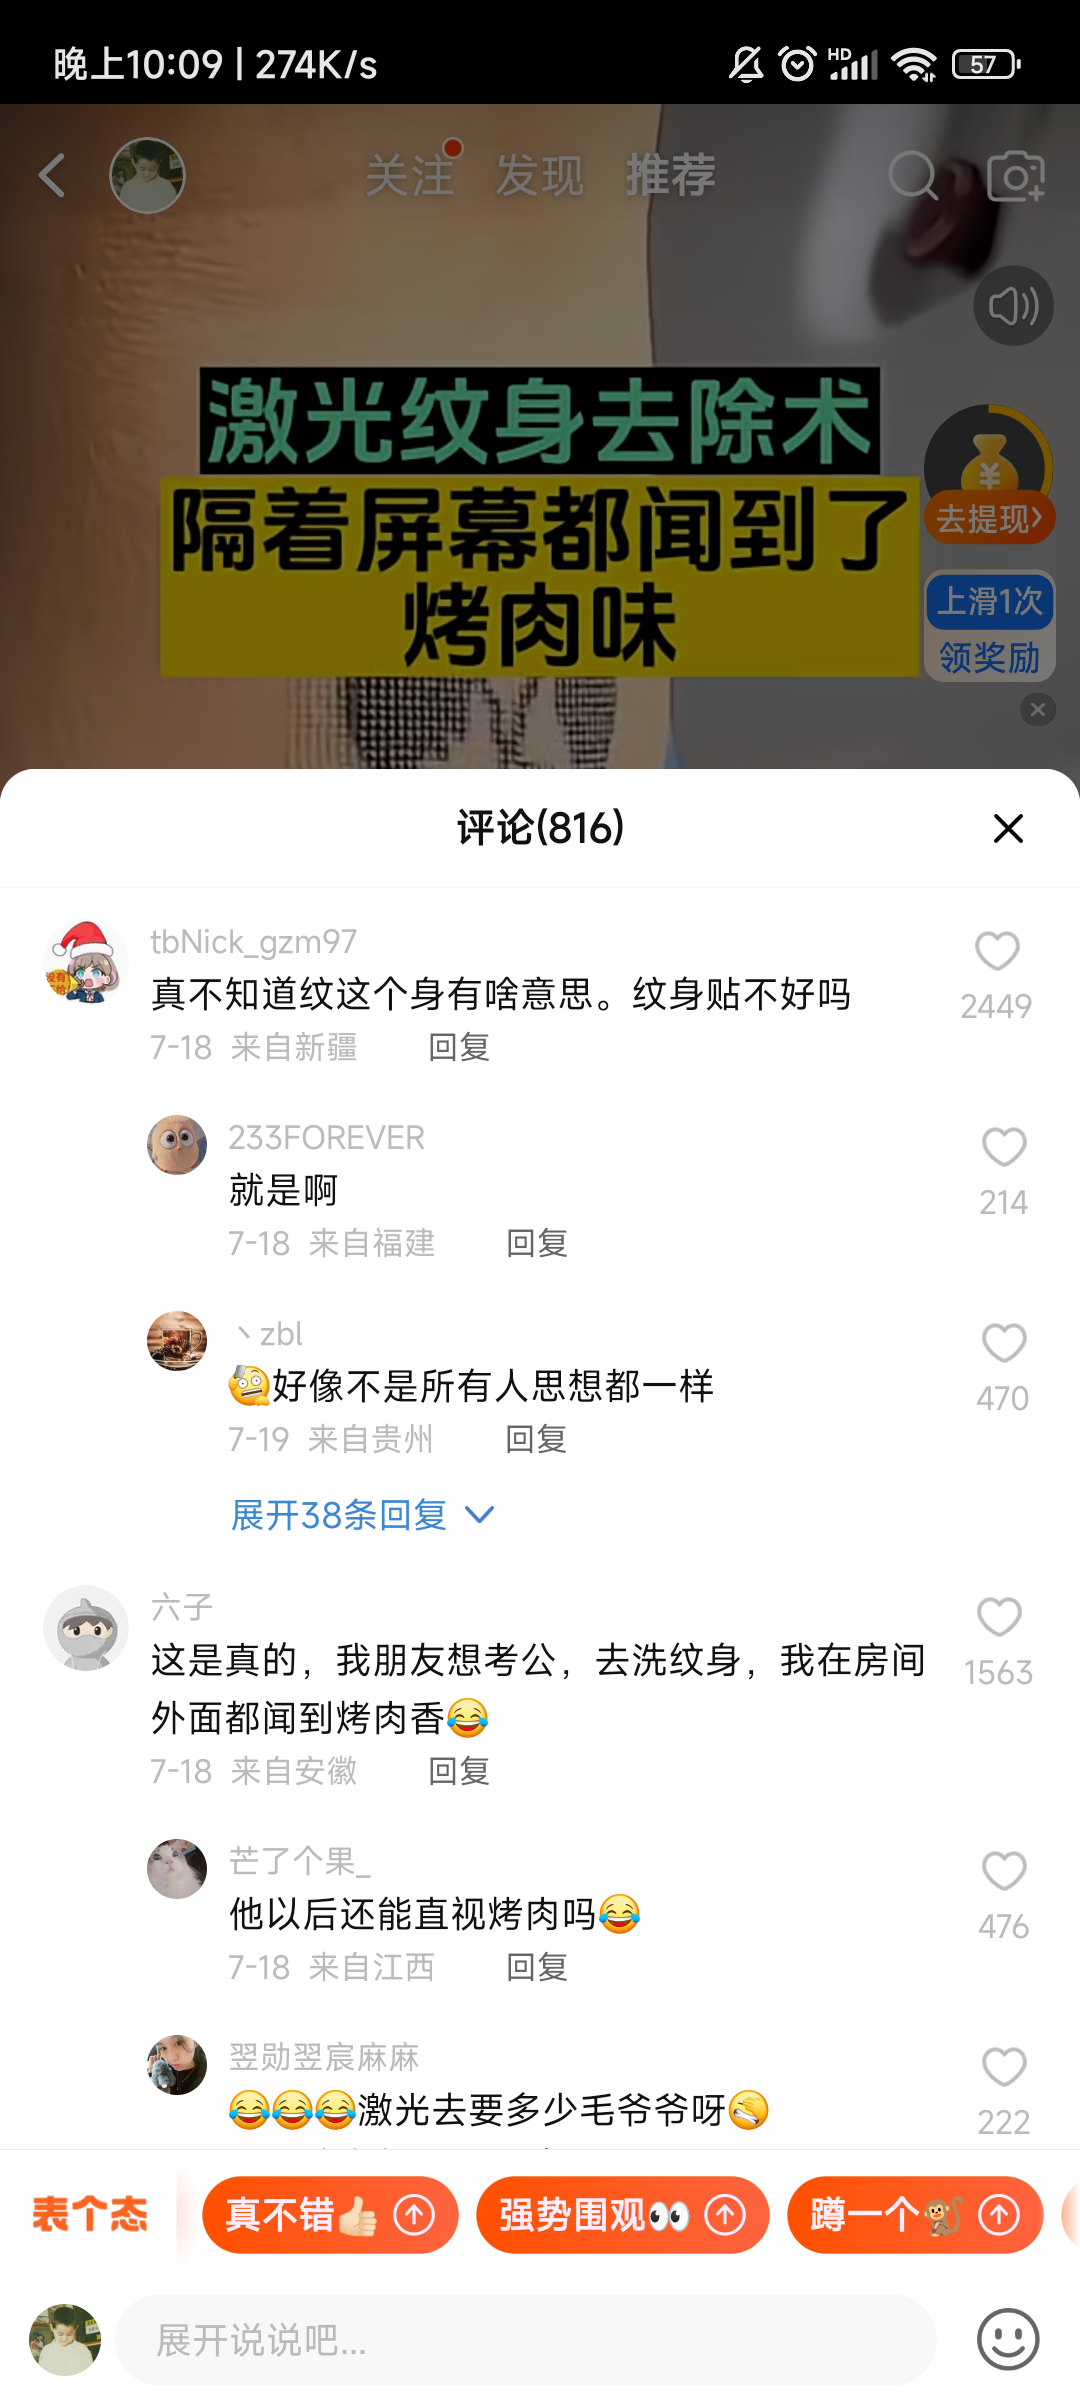 晚上10:09 | 274K/s
HD
57
关注 发现 推荐
激光纹身去除术
隔着屏幕都闻到了
烤肉味
去提现
上滑1次
领奖励
评论(816)
tbNick_gzm97
真不知道纹这个身有啥意思。纹身贴不好吗
2449
7-18 来自新疆 回复
233FOREVER
就是啊
214
7-18 来自福建 回复
丶zbl
好像不是所有人思想都一样
470
7-19 来自贵州 回复
展开38条回复
六子
这是真的，我朋友想考公，去洗纹身，我在房间
1563
外面都闻到烤肉香😂
7-18 来自安徽 回复
芒了个果_
他以后还能直视烤肉吗😂
476
7-18 来自江西 回复
翌勋翌宸麻麻
😂😂😂激光去要多少毛爷爷呀
222
表个态 真不错👍 强势围观👀 蹲一个🐒
展开说说吧...